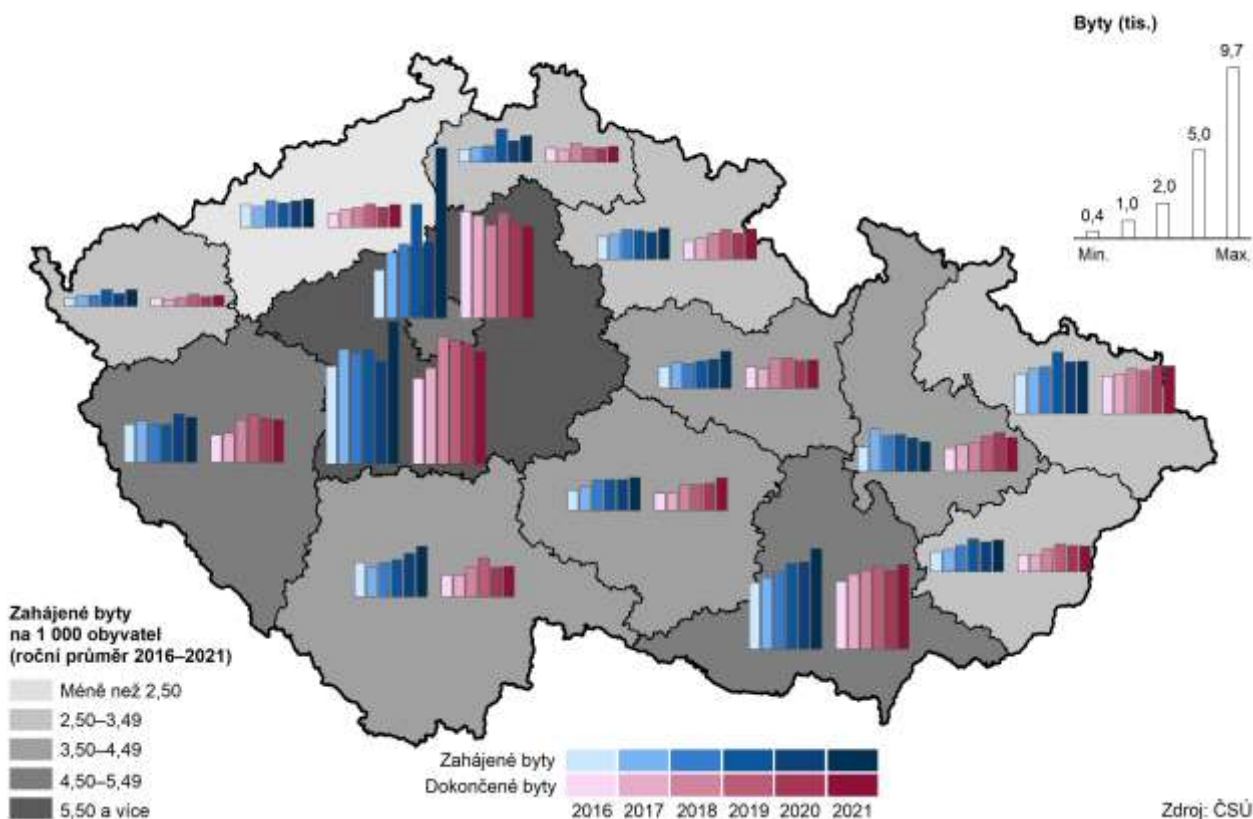 Byty (tis.)
9,7
5,0
2,0
1,0
0,4
Min.
Max.
Zahájené byty
na 1 000 obyvatel
(roční průměr 2016–2021)
Méně než 2,50
2,50–3,49
3,50–4,49
4,50–5,49
5,50 a více
Zahájené byty
Dokončené byty
2016 2017 2018 2019 2020 2021
Zdroj: ČSÚ